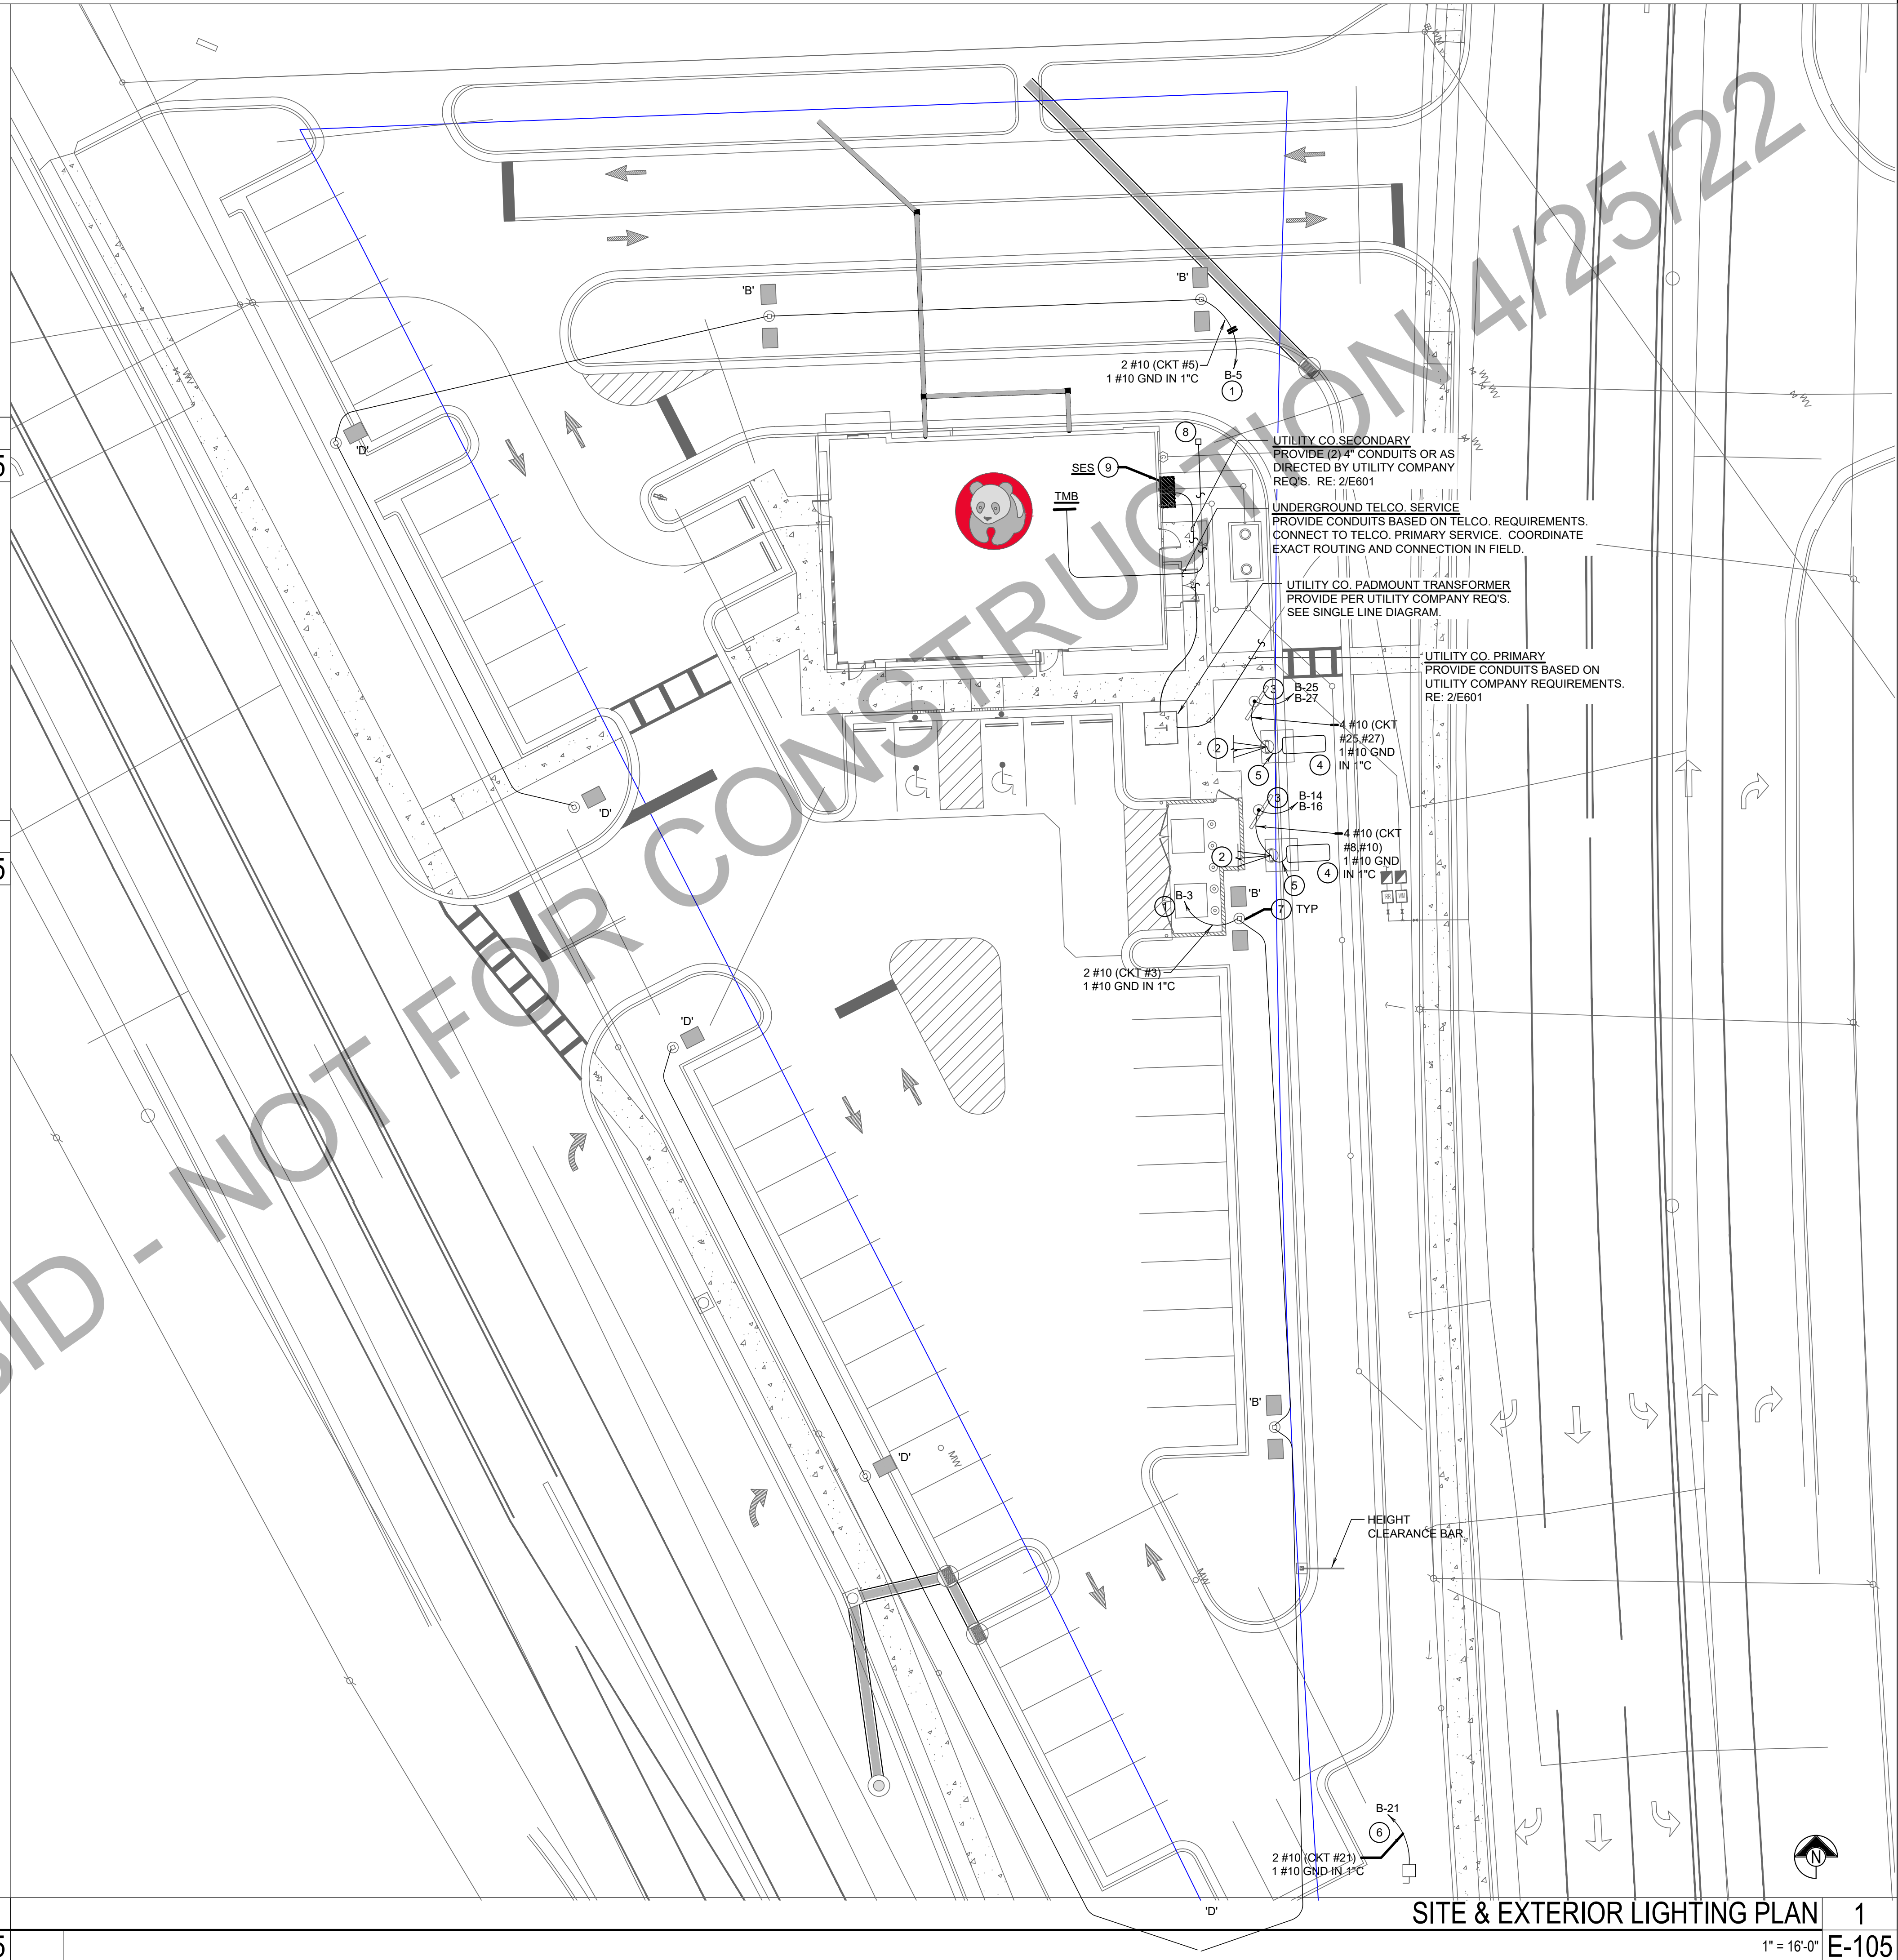 'B'
'B'
2 #10 (CKT #5)
1 #10 GND IN 1"C
B-5
1
'D'
8
SES 9
TMB
UTILITY CO.SECONDARY
PROVIDE (2) 4" CONDUITS OR AS
DIRECTED BY UTILITY COMPANY
REQ'S. RE: 2/E601
UNDERGROUND TELCO. SERVICE
PROVIDE CONDUITS BASED ON TELCO. REQUIREMENTS.
CONNECT TO TELCO. PRIMARY SERVICE. COORDINATE
EXACT ROUTING AND CONNECTION IN FIELD.
UTILITY CO. PADMOUNT TRANSFORMER
PROVIDE PER UTILITY COMPANY REQ'S.
SEE SINGLE LINE DIAGRAM.
UTILITY CO. PRIMARY
PROVIDE CONDUITS BASED ON
UTILITY COMPANY REQUIREMENTS.
RE: 2/E601
3
B-25
B-27
4 #10 (CKT
#25,#27)
1 #10 GND
IN 1"C
2
5
4
T
'D'
3
B-14
B-16
4 #10 (CKT
#8,#10)
1 #10 GND
IN 1"C
2
5
4
1
B-3
'B'
7 TYP
2 #10 (CKT #3)
1 #10 GND IN 1"C
'D'
'B'
'D'
MW
HEIGHT
CLEARANCE BAR
MW
B-21
6
2 #10 (CKT #21)
1 #10 GND IN 1"C
N
'D'
BID - NOT FOR CONSTRUCTION 4/25/22
SITE & EXTERIOR LIGHTING PLAN
1
1" = 16'-0"
E-105
5
5
5